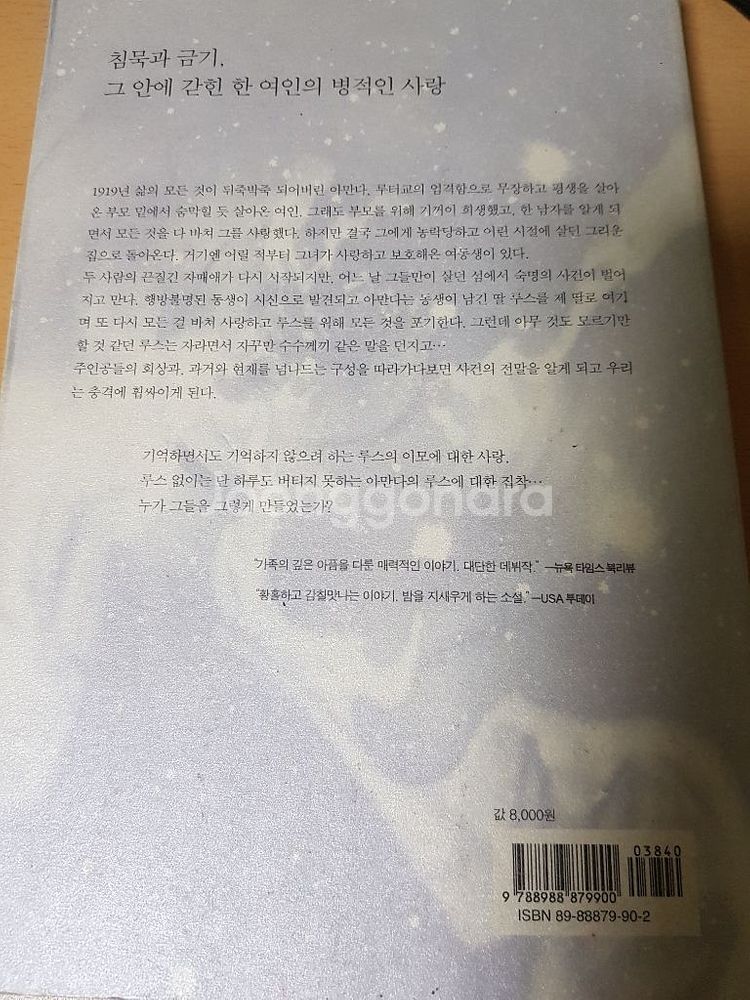 침묵과 금기,
그 안에 갇힌 한 여인의 병적인 사랑
1919년 삶의 모든 것이 뒤죽박죽 되어버린 아만다. 루터교의 엄격함으로 무장하고 평생을 살아
온 부모 밑에서 숨막힐 듯 살아온 여인. 그래도 부모를 위해 기꺼이 희생했고, 한 남자를 알게 되
면서 모든 것을 다 바쳐 그를 사랑했다. 하지만 결국 그에게 농락당하고 어린 시절에 살던 그리운
집으로 돌아온다. 거기엔 어릴 적부터 그녀가 사랑하고 보호해온 여동생이 있다.
두 사람의 끈질긴 자매애가 다시 시작되지만, 어느 날 그들만이 살던 섬에서 숙명의 사건이 벌어
지고 만다. 행방불명된 동생이 시신으로 발견되고 아만다는 동생이 남긴 딸 루스를 제 딸로 여기
며 또 다시 모든 걸 바쳐 사랑하고 루스를 위해 모든 것을 포기한다. 그런데 아무 것도 모르기만
할 것 같던 루스는 자라면서 자꾸만 수수께끼 같은 말을 던지고…
주인공들의 회상과, 과거와 현재를 넘나드는 구성을 따라가다보면 사건의 전말을 알게 되고 우리
는 충격에 휩싸이게 된다.
기억하면서도 기억하지 않으려 하는 루스의 이모에 대한 사랑.
루스 없이는 단 하루도 버티지 못하는 아만다의 루스에 대한 집착…
누가 그들을 그렇게 만들었는가?
"가족의 깊은 아픔을 다룬 매력적인 이야기. 대단한 데뷔작." —뉴욕 타임스 북리뷰
"황홀하고 감칠맛나는 이야기. 밤을 지새우게 하는 소설." —USA 투데이
값 8,000원
03840
9 788988 879900
ISBN 89-88879-90-2